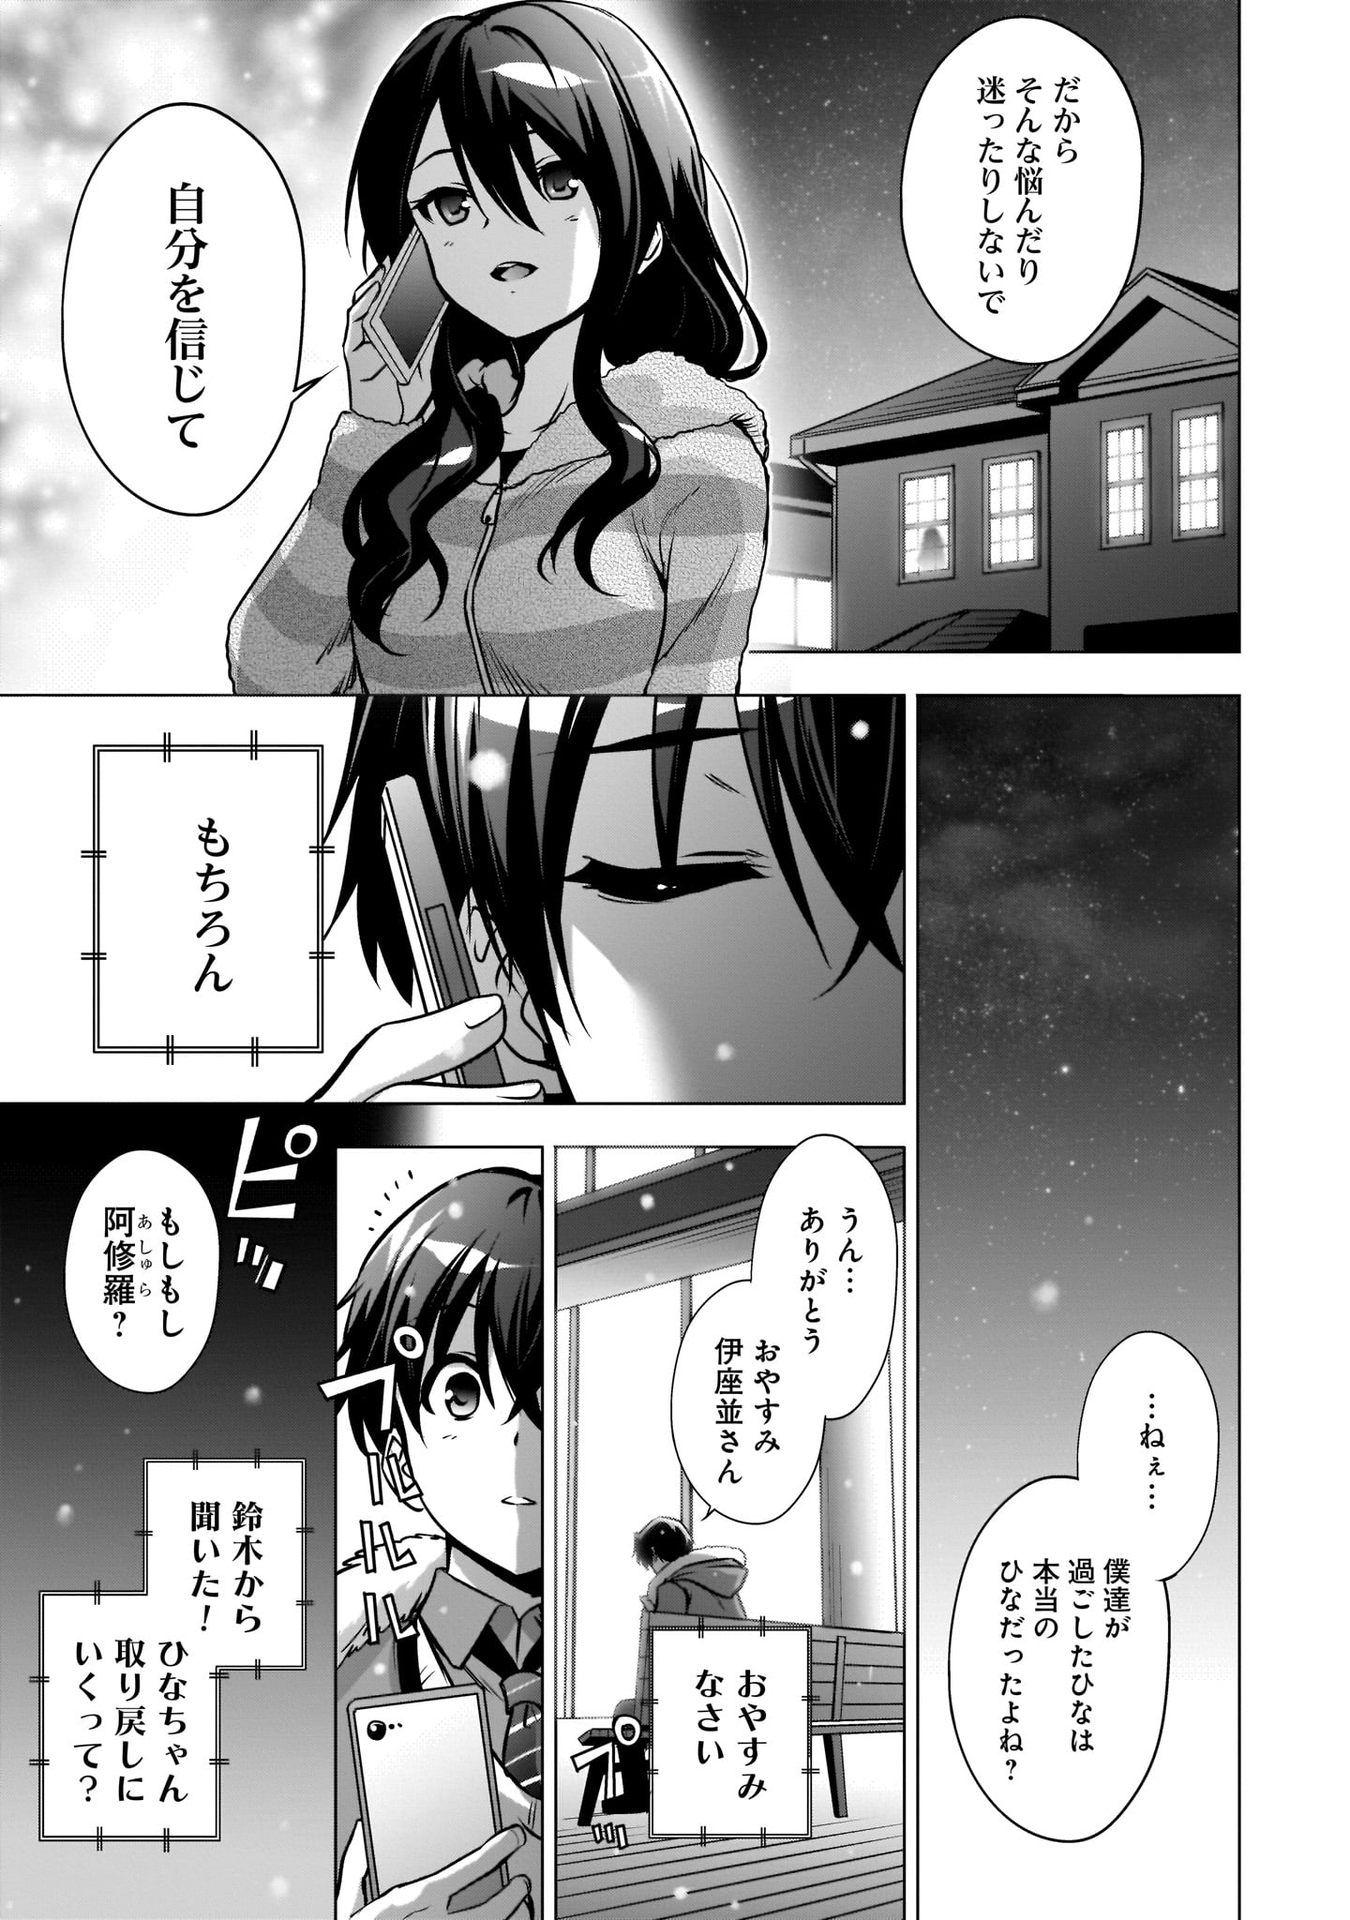 だから
そんな悩んだり
迷ったりしないで
自分を信じて
…ねぇ…
僕達が
過ごしたひなは
本当の
ひなだったよね?
もちろん
うん…
ありがとう
おやすみ
伊座並さん
おやすみ
なさい
プルルルル
ピッ
もしもし
阿修羅?
あしゅら
鈴木から
聞いた!
ひなちゃん
取り戻しに
いくって?